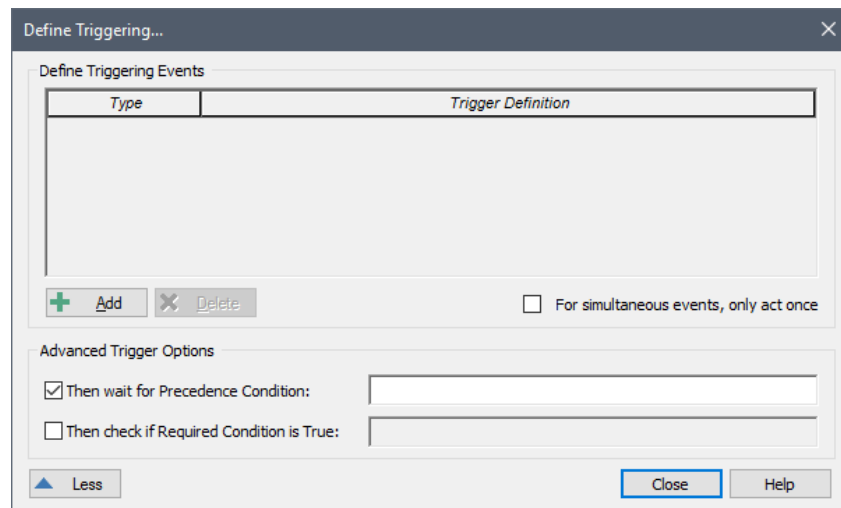 Define Triggering...
Define Triggering Events
Type Trigger Definition
Add Delete For simultaneous events, only act once
Advanced Trigger Options
Then wait for Precedence Condition:
Then check if Required Condition is True:
Less Close Help